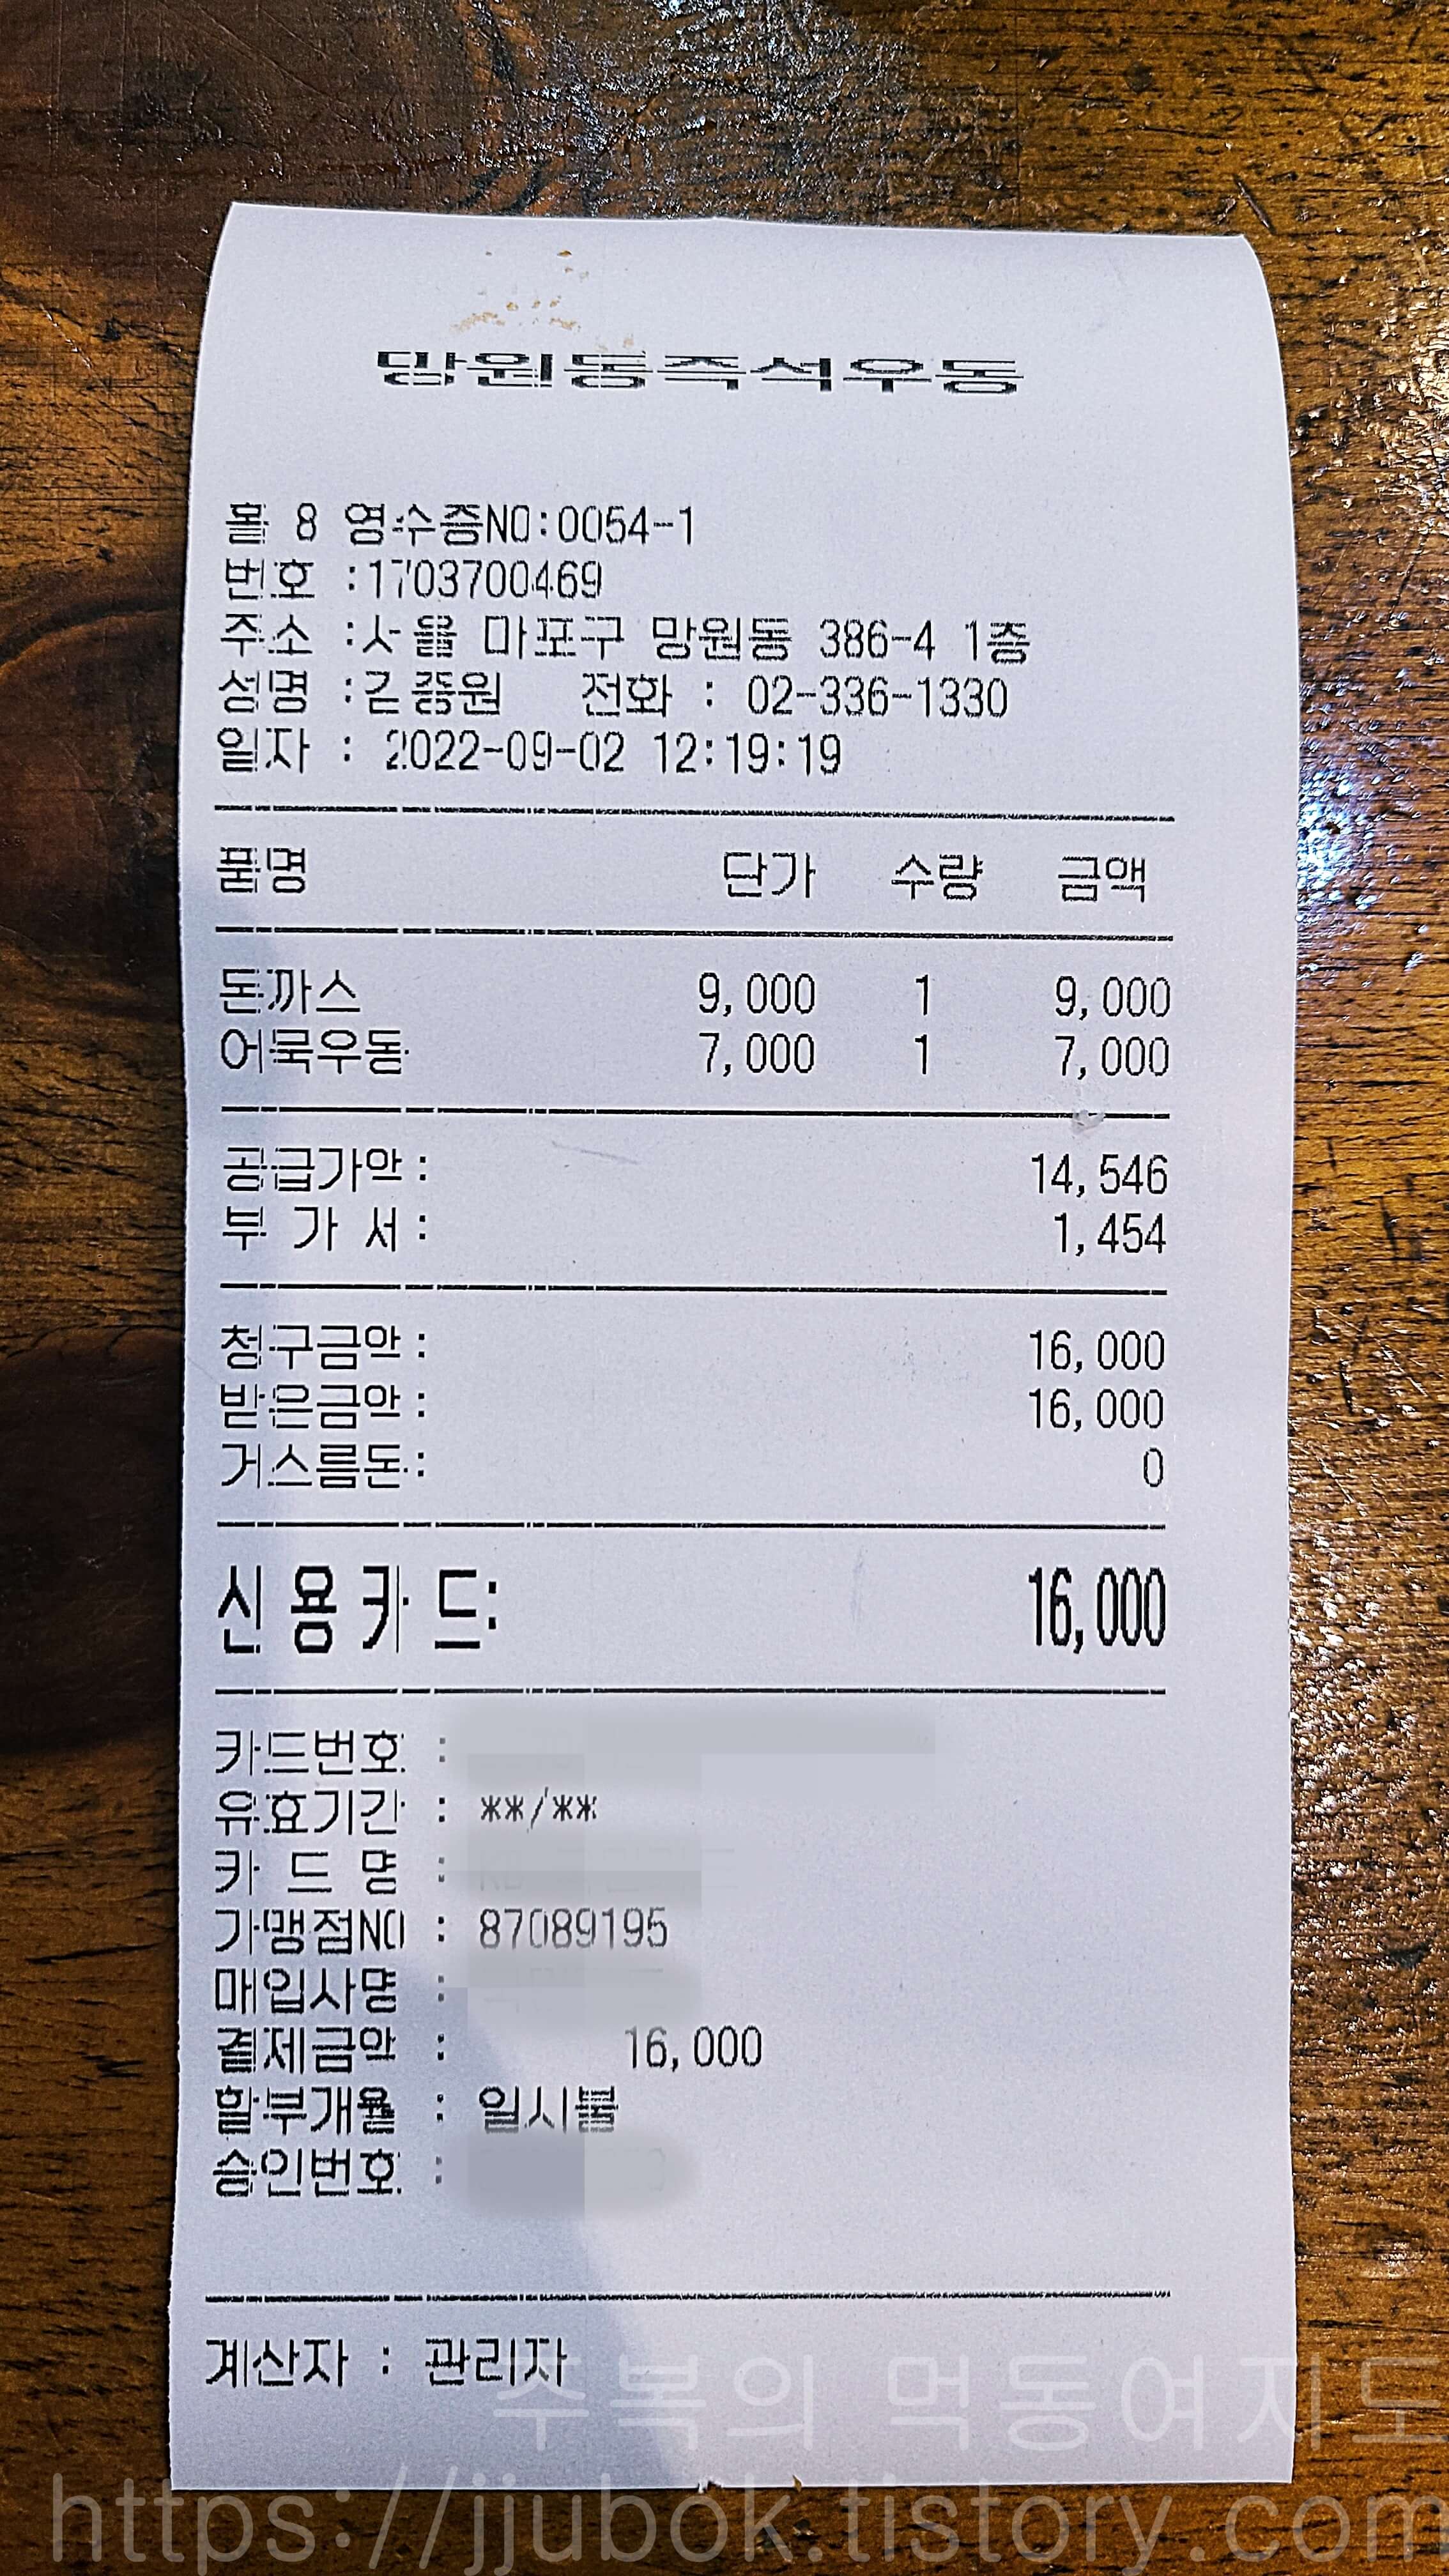 망원동즉석우동
홀 8 영수증NO:0054-1
번호 :1703700469
주소 :서울 마포구 망원동 386-4 1층
성명 :김종원 전화 : 02-336-1330
일자 : 2022-09-02 12:19:19
품명 단가 수량 금액
돈까스 9,000 1 9,000
어묵우동 7,000 1 7,000
공급가액: 14,546
부 가 세: 1,454
청구금액: 16,000
받은금액: 16,000
거스름돈: 0
신용카드: 16,000
카드번호 :
유효기간 : **/**
카 드 명 :
가맹점NO : 87089195
매입사명 :
결제금액 : 16,000
할부개월 : 일시불
승인번호 :
계산자 : 관리자
주복의 먹동여지도
https://jjubok.tistory.com